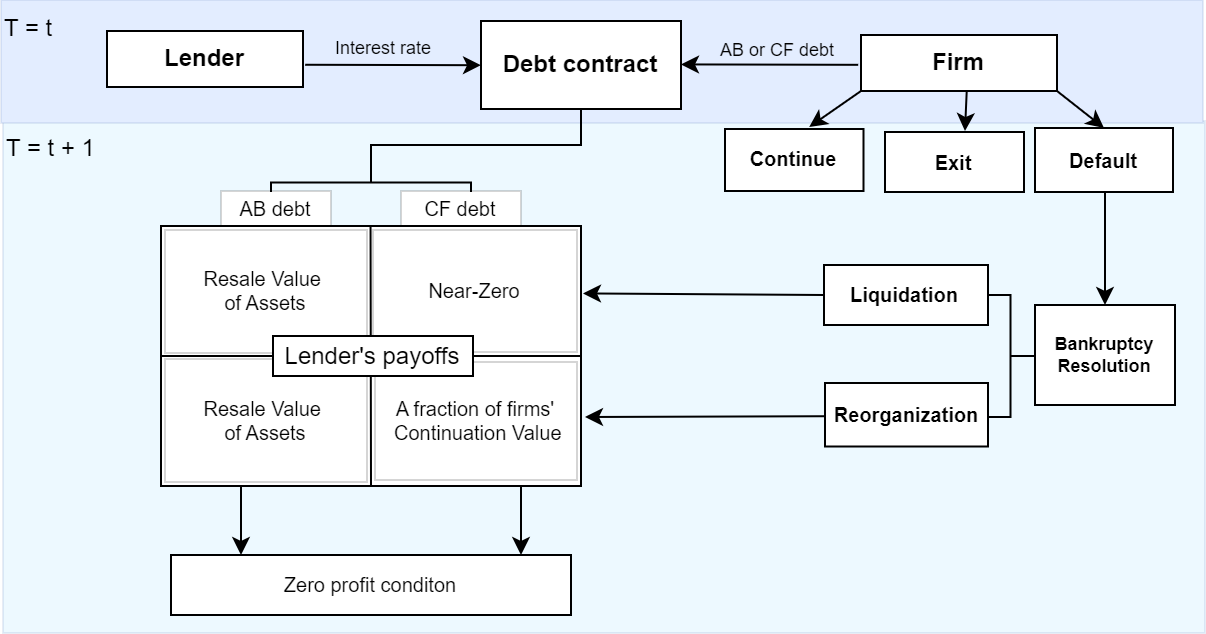 T = t
Lender
Interest rate
Debt contract
AB or CF debt
Firm
T = t + 1
Continue
Exit
Default
AB debt
CF debt
Resale Value
of Assets
Near-Zero
Liquidation
Bankruptcy
Resolution
Lender's payoffs
Resale Value
of Assets
A fraction of firms'
Continuation Value
Reorganization
Zero profit conditon